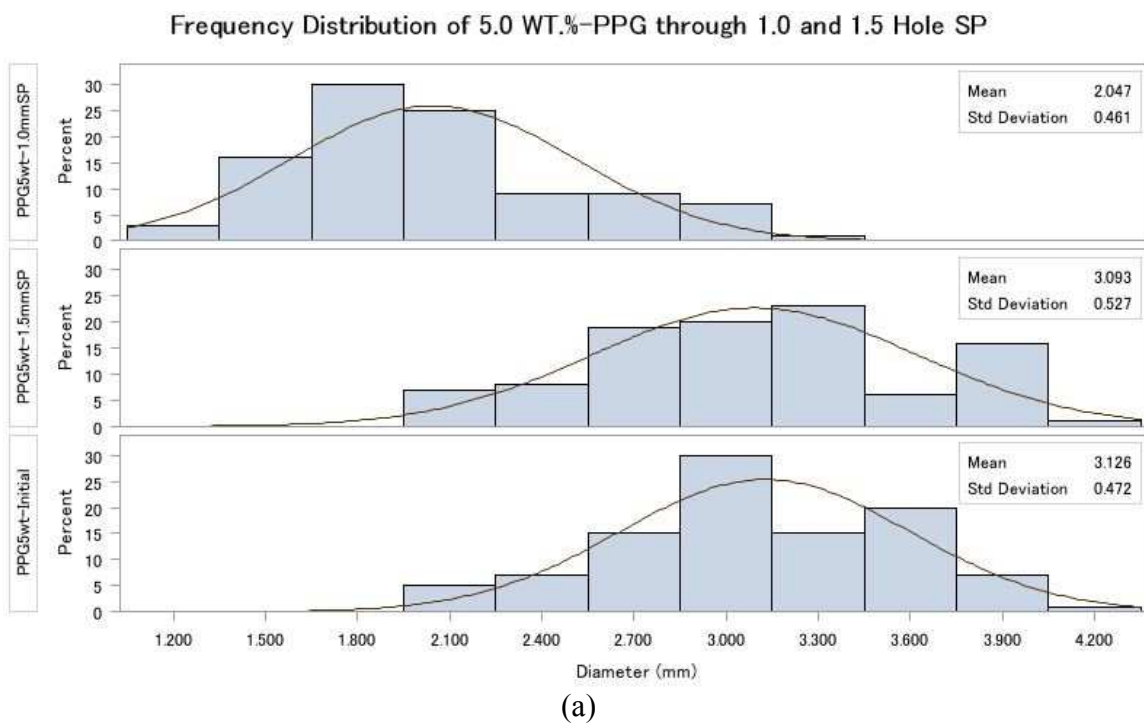 Frequency Distribution of 5.0 WT.%-PPG through 1.0 and 1.5 Hole SP
PPG5wt-1.0mmSP
Percent
30
25
20
15
10
5
0
Mean 2.047
Std Deviation 0.461
PPG5wt-1.5mmSP
Percent
30
25
20
15
10
5
0
Mean 3.093
Std Deviation 0.527
PPG5wt-Initial
Percent
30
25
20
15
10
5
0
Mean 3.126
Std Deviation 0.472
1.200 1.500 1.800 2.100 2.400 2.700 3.000 3.300 3.600 3.900 4.200
Diameter (mm)
(a)